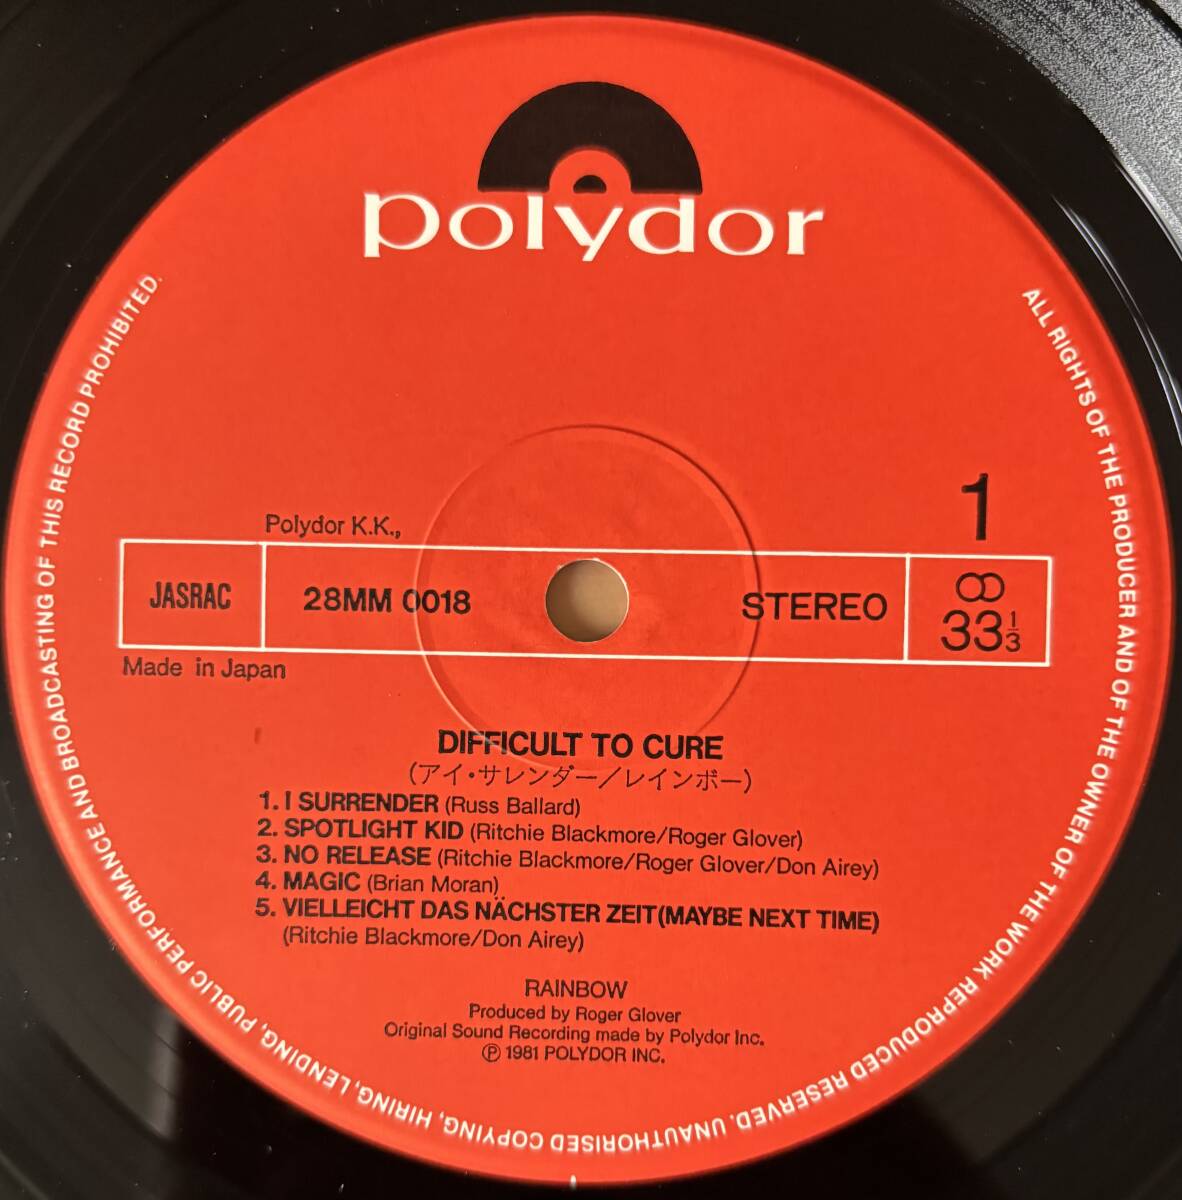 polydor
1
Polydor K.K.,
JASRAC
28MM 0018
STEREO
33 1/3
Made in Japan
DIFFICULT TO CURE
(アイ・サレンダー/レインボー)
1. I SURRENDER (Russ Ballard)
2. SPOTLIGHT KID (Ritchie Blackmore/Roger Glover)
3. NO RELEASE (Ritchie Blackmore/Roger Glover/Don Airey)
4. MAGIC (Brian Moran)
5. VIELLEICHT DAS NÄCHSTER ZEIT(MAYBE NEXT TIME)
(Ritchie Blackmore/Don Airey)
RAINBOW
Produced by Roger Glover
Original Sound Recording made by Polydor Inc.
Ⓟ 1981 POLYDOR INC.
ALL RIGHTS OF THE PRODUCER AND OF THE OWNER OF THE WORK REPRODUCED RESERVED. UNAUTHORISED COPYING, HIRING, LENDING, PUBLIC PERFORMANCE AND BROADCASTING OF THIS RECORD PROHIBITED.